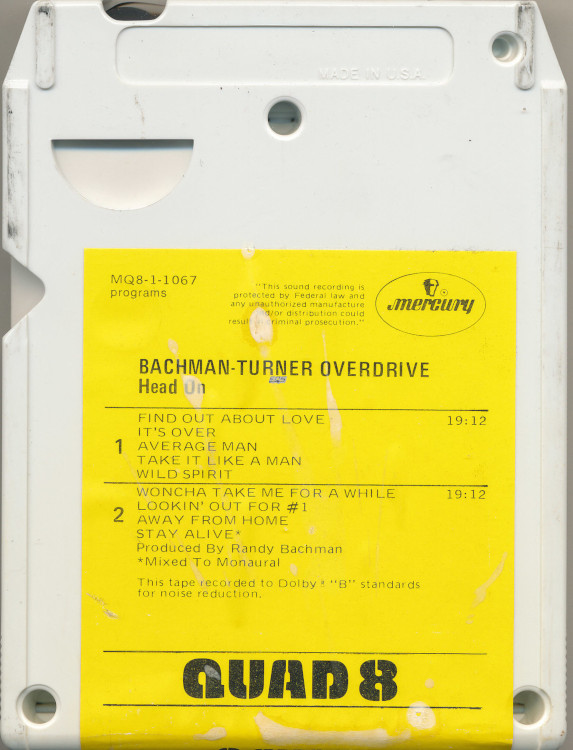 MADE IN U.S.A.
MQ8-1-1067
programs
"This sound recording is
protected by Federal law and
any unauthorized manufacture
and/or distribution could
result criminal prosecution."
mercury
BACHMAN-TURNER OVERDRIVE
Head On
1
FIND OUT ABOUT LOVE 19:12
IT'S OVER
AVERAGE MAN
TAKE IT LIKE A MAN
WILD SPIRIT
2
WONCHA TAKE ME FOR A WHILE 19:12
LOOKIN' OUT FOR #1
AWAY FROM HOME
STAY ALIVE*
Produced By Randy Bachman
*Mixed To Monaural
This tape recorded to Dolby® "B" standards
for noise reduction.
QUAD 8